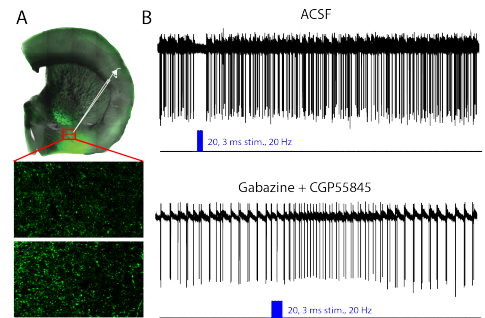 A
B
ACSF
20, 3 ms stim., 20 Hz
Gabazine + CGP55845
20, 3 ms stim., 20 Hz